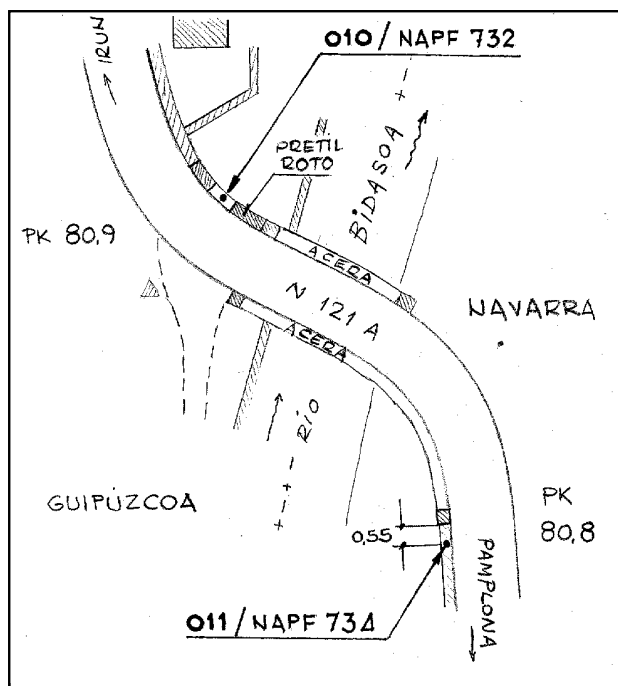 010 / NAPF 732
→ IRUN
PRETIL
ROTO
BIDASOA
PK 80,9
ACERA
N 121 A
ACERA
NAVARRA
RÍO
GUIPÚZCOA
PK
80,8
0,55
PAMPLONA
011 / NAPF 734